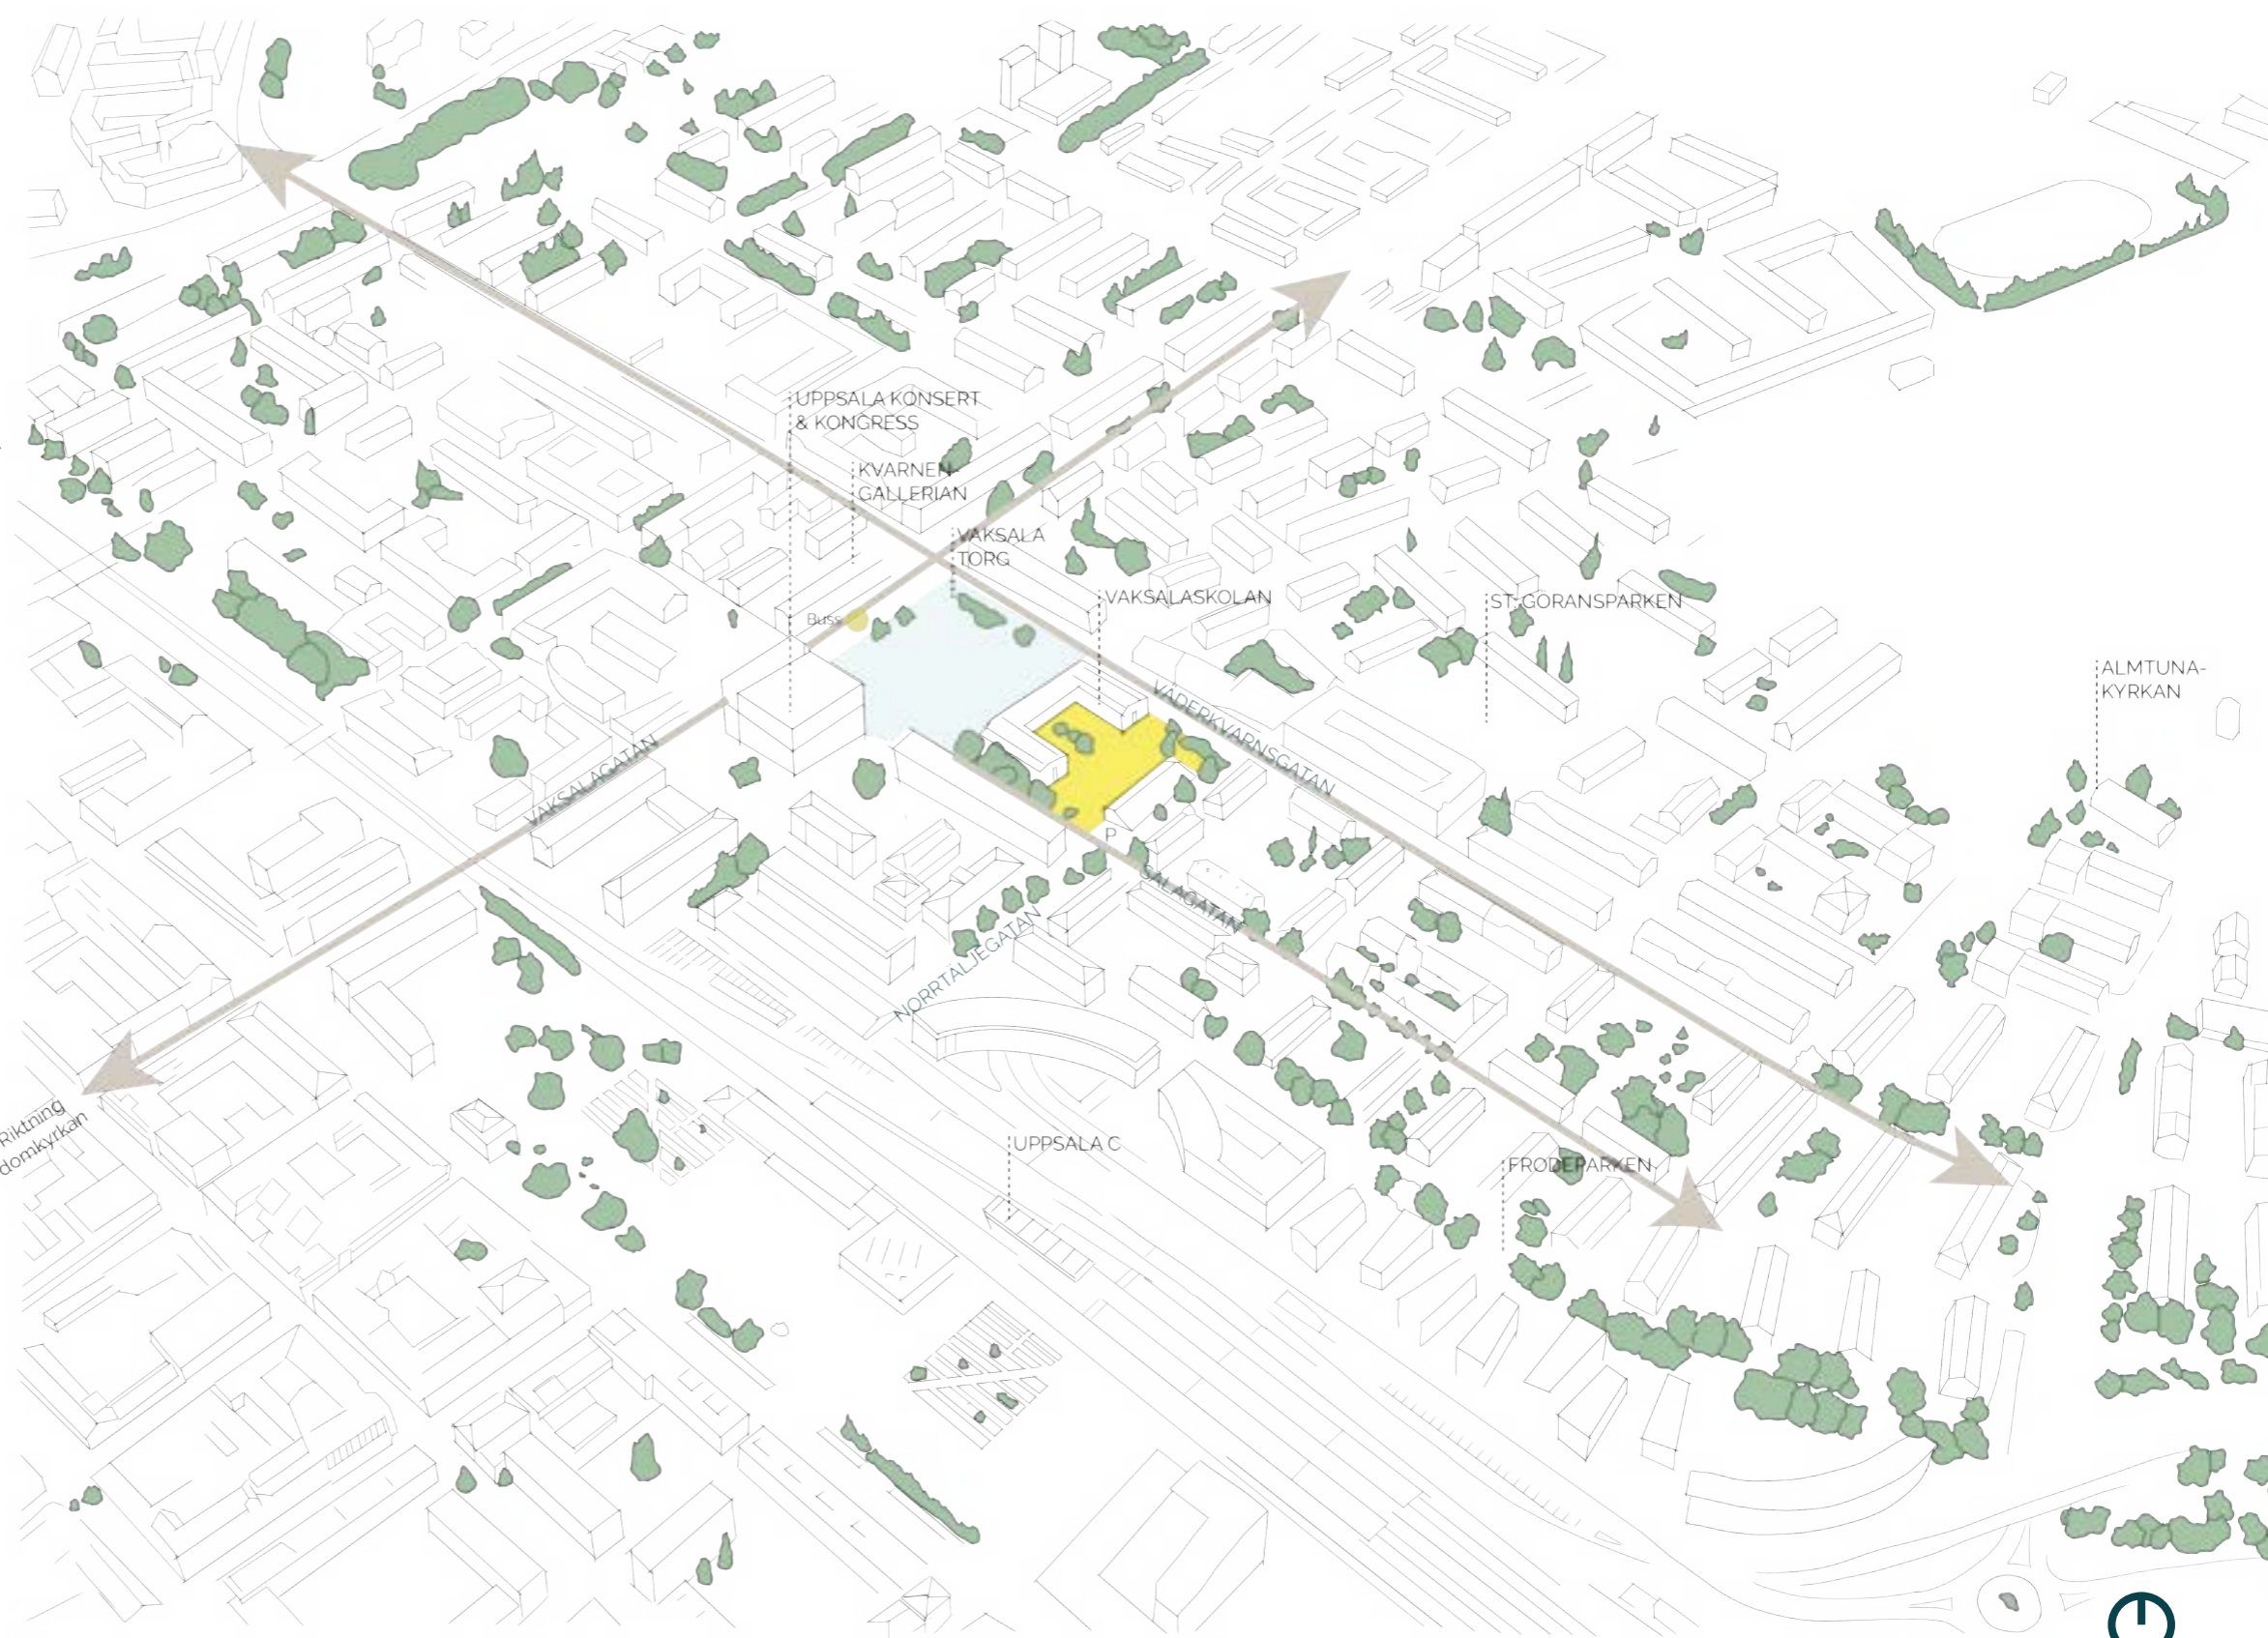 UPPSALA KONSERT
& KONGRESS
KVARNEN-
GALLERIAN
VAKSALA
TORG
Buss
VAKSALASKOLAN
ST: GÖRANSPARKEN
ALMTUNA-
KYRKAN
VADERKVARNSGATAN
VAKSALAGATAN
P
SALAGATAN
NORRTALJEGATAN
Riktning
domkyrkan
UPPSALA C
FRODEPARKEN